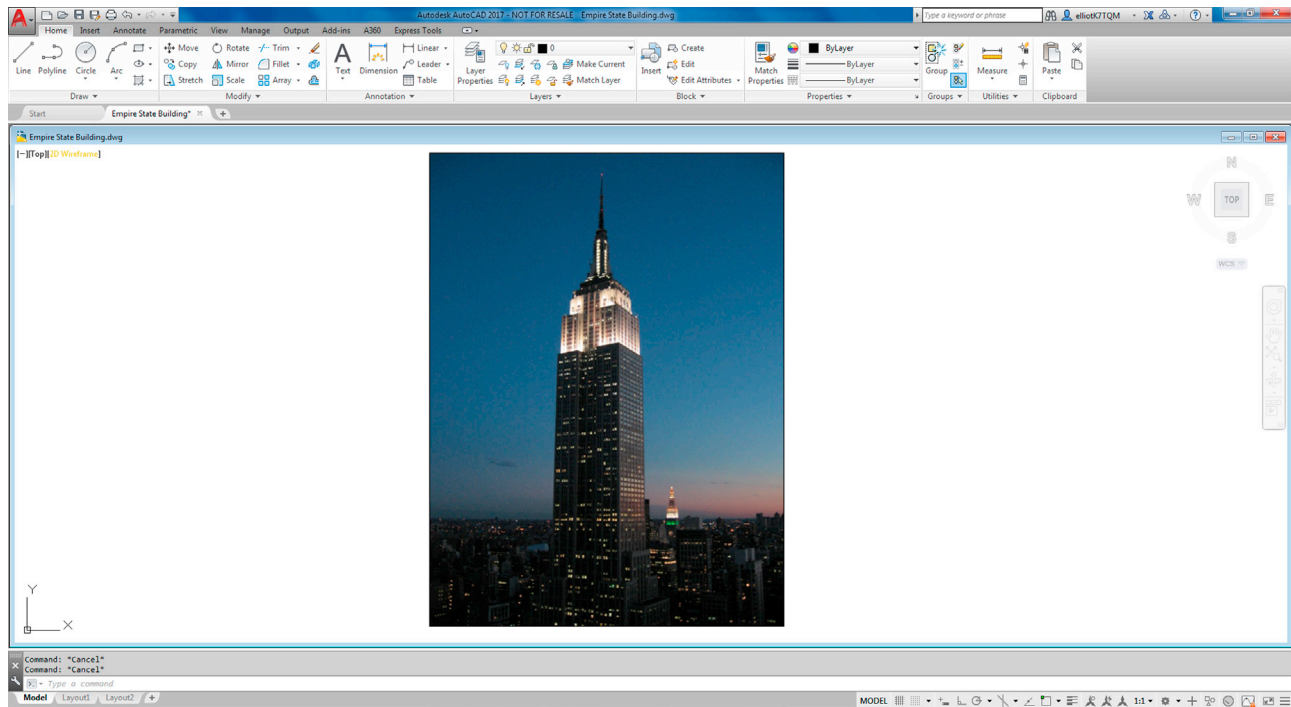 Autodesk AutoCAD 2017 - NOT FOR RESALE Empire State Building.dwg
Type a keyword or phrase
elliotK7TQM
Home Insert Annotate Parametric View Manage Output Add-ins A360 Express Tools
Line Polyline Circle Arc
Move Rotate Trim
Copy Mirror Fillet
Stretch Scale Array
Text Dimension
Linear
Leader
Table
Layer Properties
0
Make Current
Match Layer
Insert
Create
Edit
Edit Attributes
Match Properties
ByLayer
ByLayer
ByLayer
Group
Measure
Paste
Draw Modify Annotation Layers Block Properties Groups Utilities Clipboard
Start Empire State Building*
Empire State Building.dwg
[−][Top][2D Wireframe]
N
W TOP E
S
WCS
Y
X
Command: *Cancel*
Command: *Cancel*
Type a command
Model Layout1 Layout2 +
MODEL 1:1